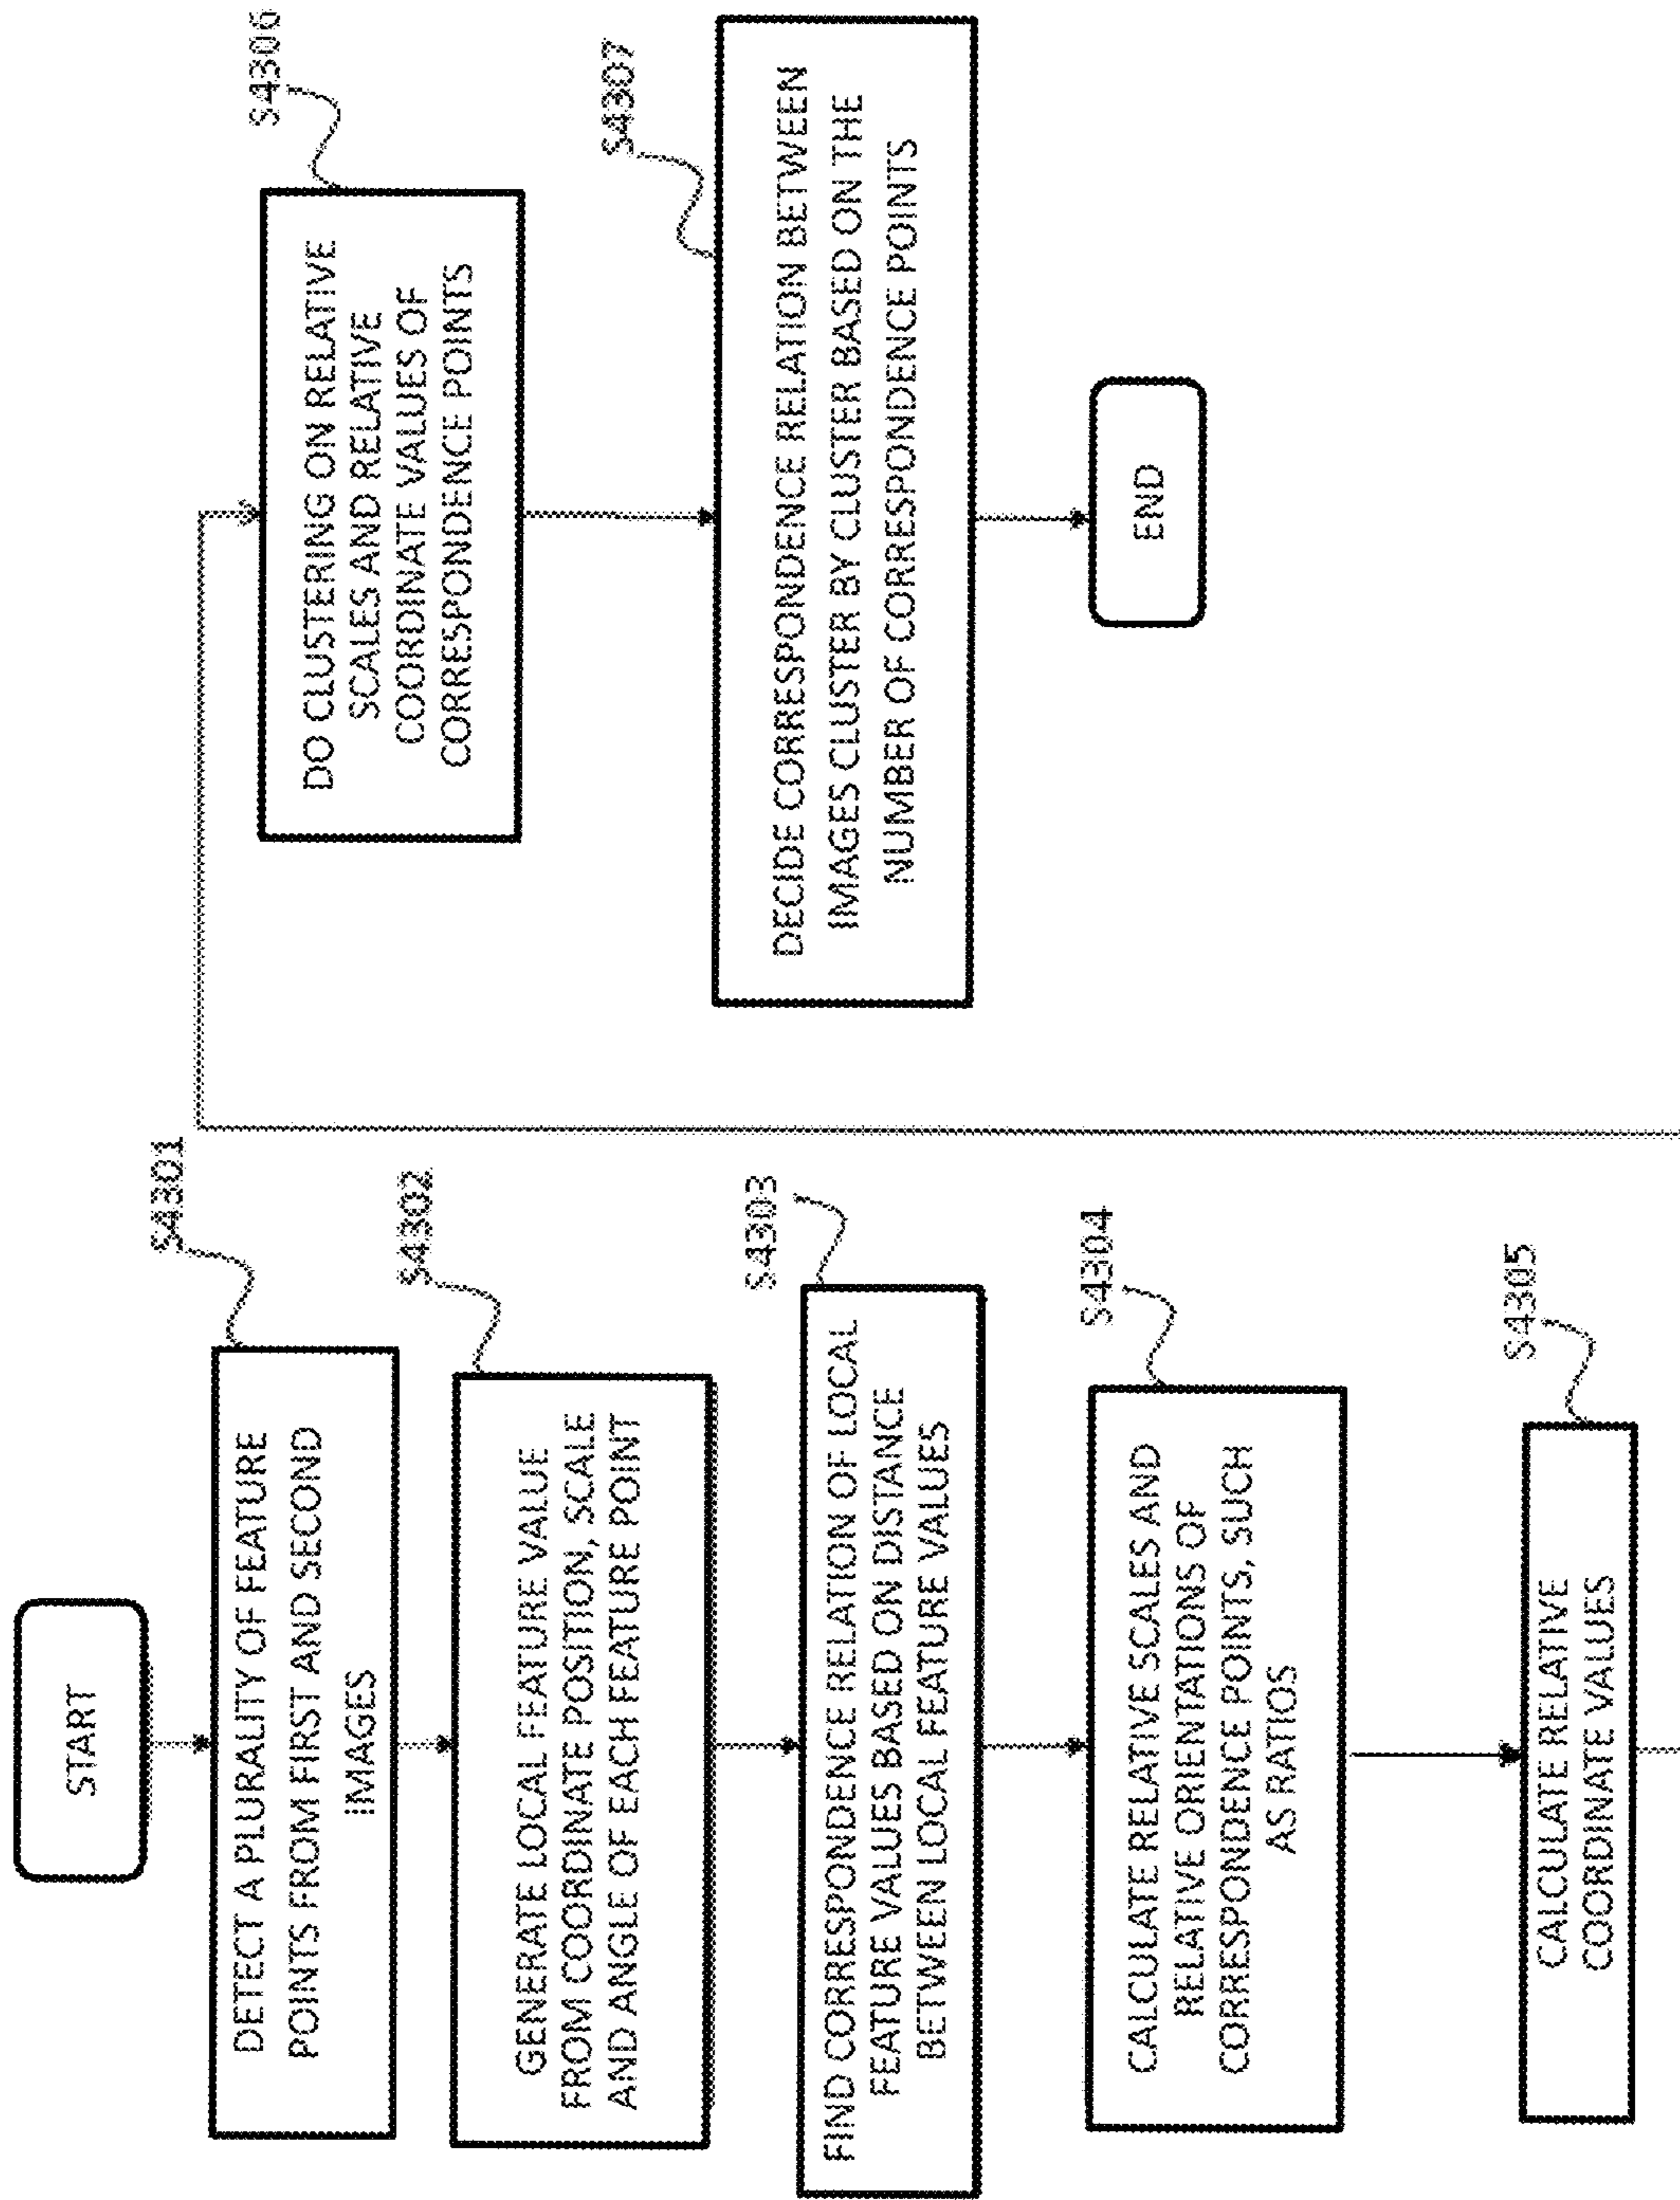 START
S4301
DETECT A PLURALITY OF FEATURE
POINTS FROM FIRST AND SECOND
IMAGES
S4302
GENERATE LOCAL FEATURE VALUE
FROM COORDINATE POSITION, SCALE
AND ANGLE OF EACH FEATURE POINT
S4303
FIND CORRESPONDENCE RELATION OF LOCAL
FEATURE VALUES BASED ON DISTANCE
BETWEEN LOCAL FEATURE VALUES
S4304
CALCULATE RELATIVE SCALES AND
RELATIVE ORIENTATIONS OF
CORRESPONDENCE POINTS, SUCH
AS RATIOS
S4305
CALCULATE RELATIVE
COORDINATE VALUES
S4306
DO CLUSTERING ON RELATIVE
SCALES AND RELATIVE
COORDINATE VALUES OF
CORRESPONDENCE POINTS
S4307
DECIDE CORRESPONDENCE RELATION BETWEEN
IMAGES CLUSTER BY CLUSTER BASED ON THE
NUMBER OF CORRESPONDENCE POINTS
END